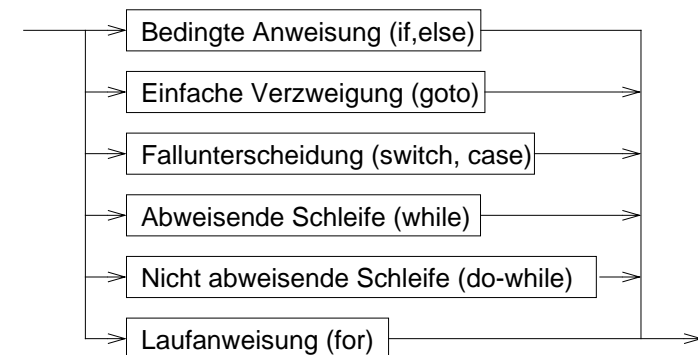 Bedingte Anweisung (if,else)
Einfache Verzweigung (goto)
Fallunterscheidung (switch, case)
Abweisende Schleife (while)
Nicht abweisende Schleife (do-while)
Laufanweisung (for)